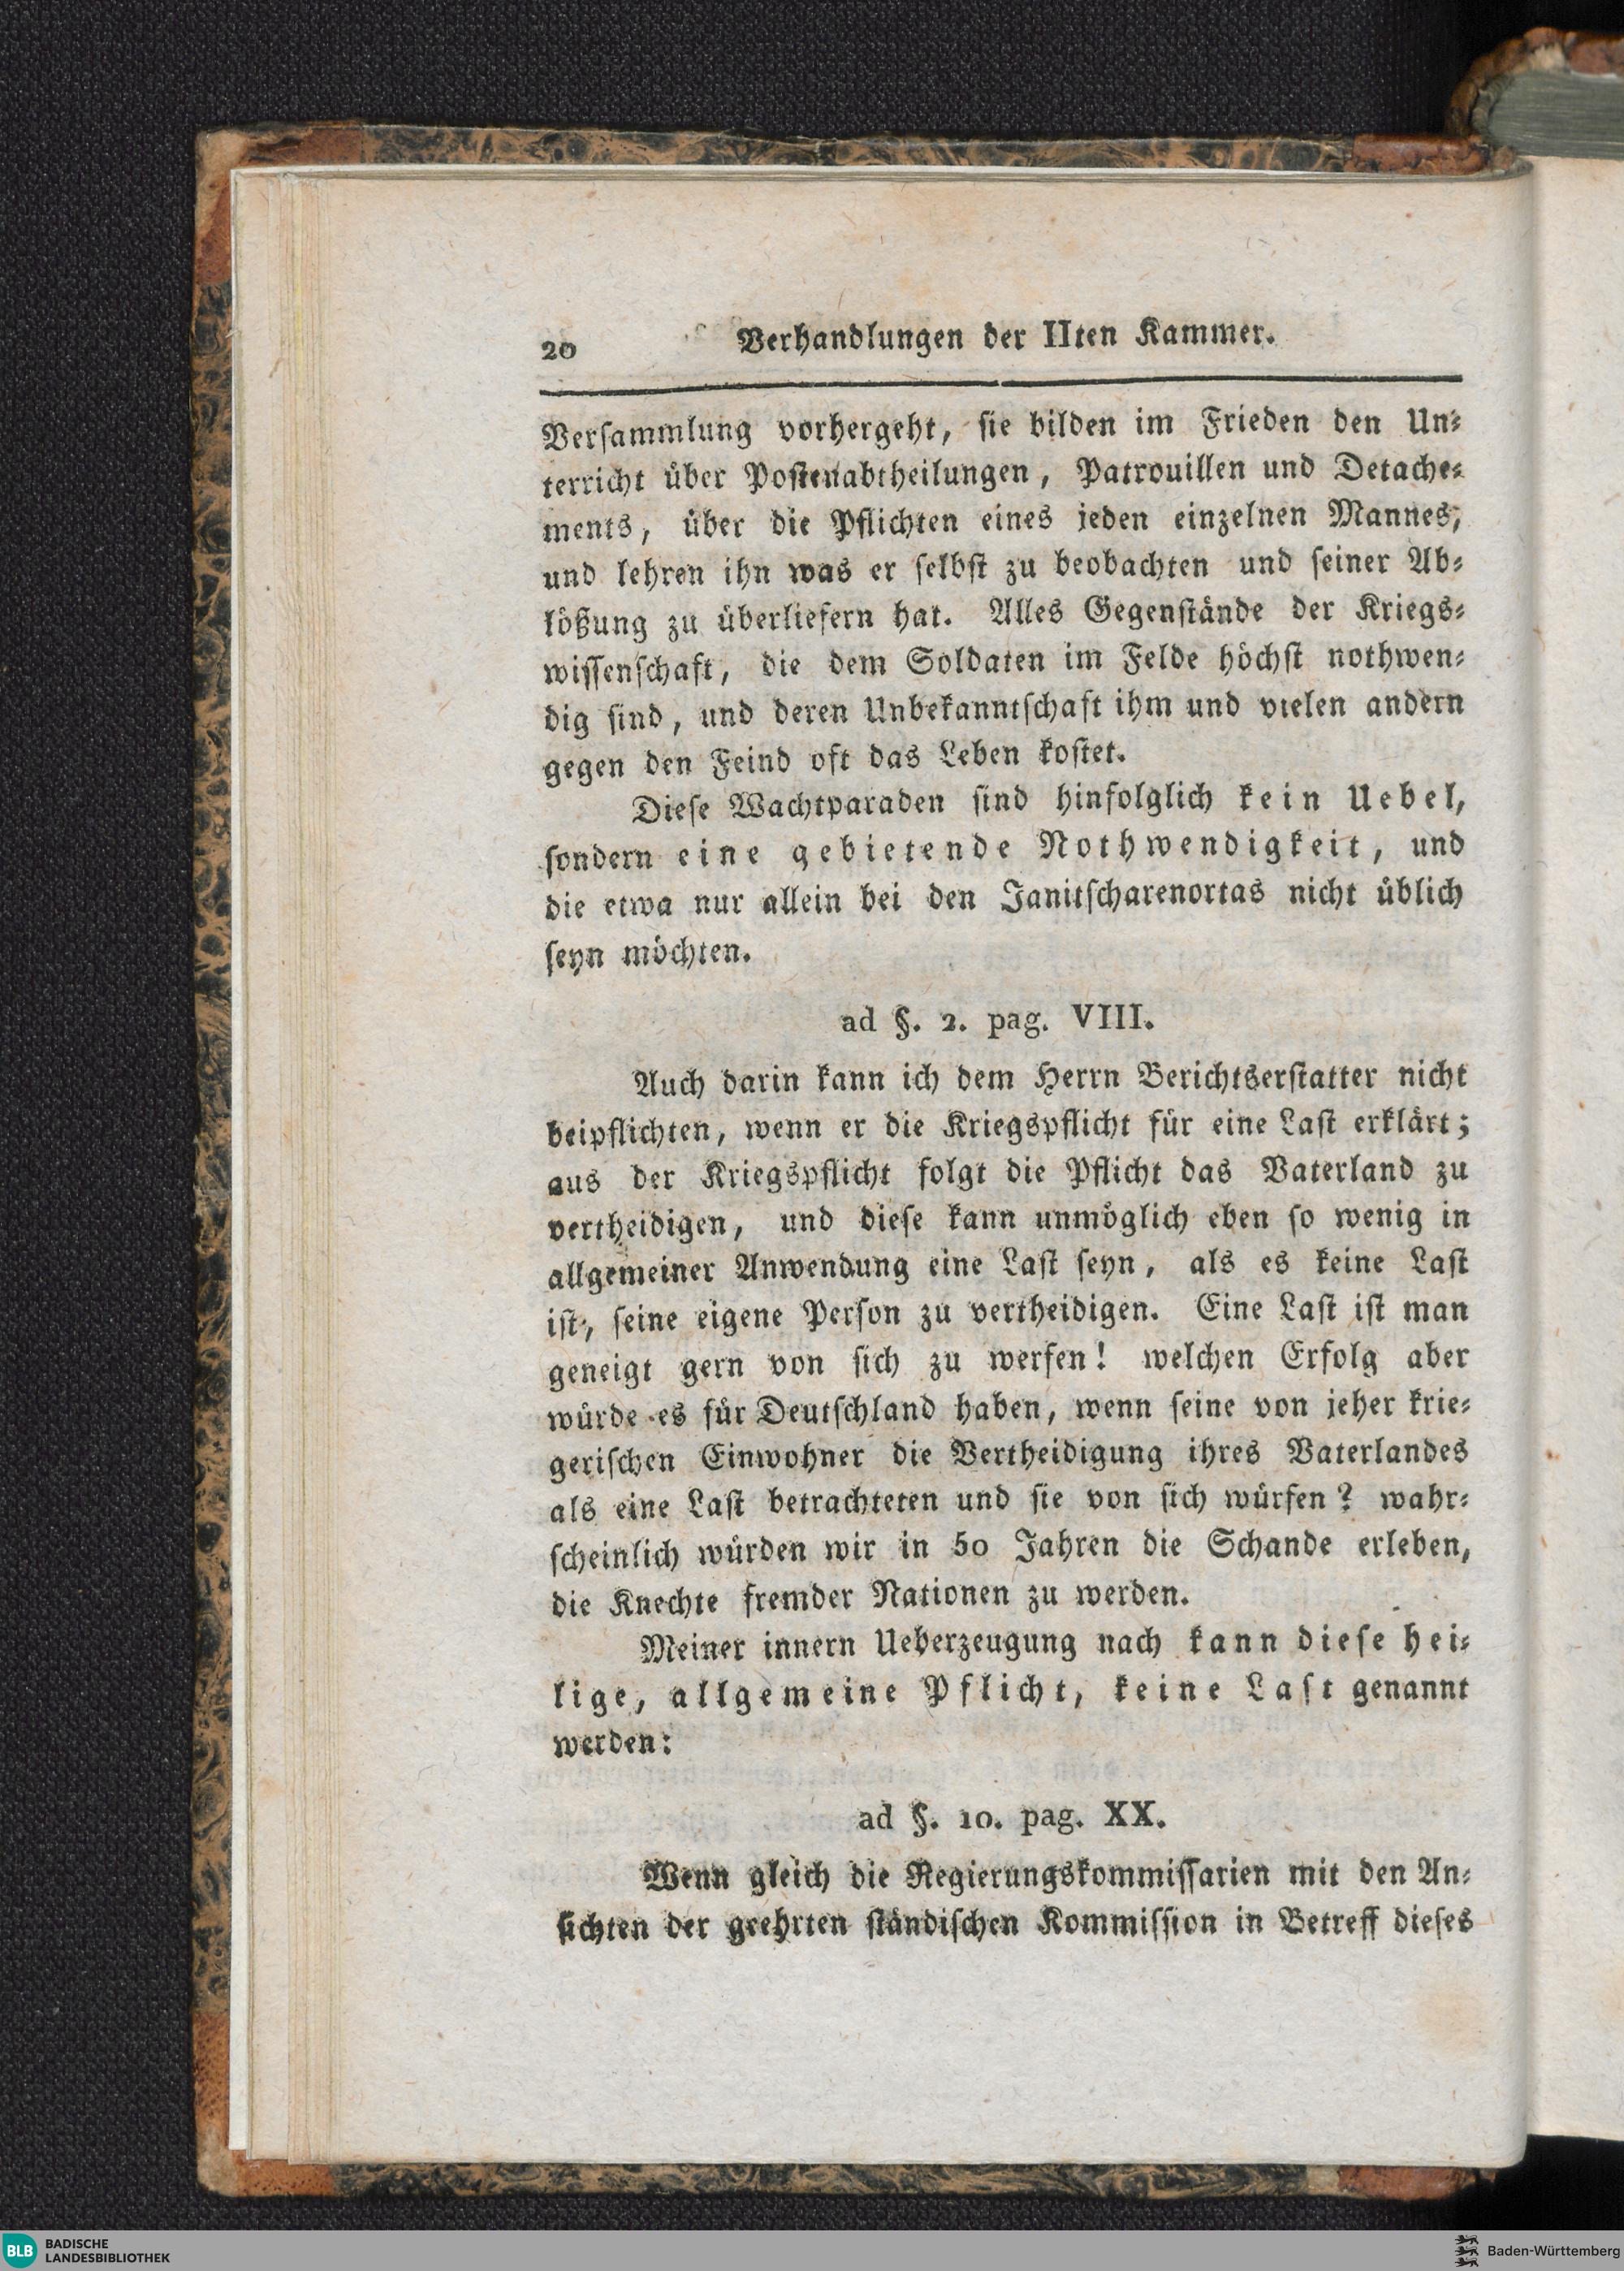 20 Verhandlungen der IIten Kammer.
Verſammlung vorhergeht, ſie bilden im Frieden den Un⸗
terricht über Poſtenabtheilungen, Patrouillen und Detache⸗
ments, über die Pflichten eines jeden einzelnen Mannes,
und lehren ihn was er ſelbſt zu beobachten und ſeiner Ab⸗
lößung zu überliefern hat. Alles Gegenſtände der Kriegs⸗
wiſſenſchaft, die dem Soldaten im Felde höchſt nothwen⸗
dig ſind, und deren Unbekanntſchaft ihm und vielen andern
gegen den Feind oft das Leben koſtet.
Dieſe Wachtparaden ſind hinfolglich kein Uebel,
ſondern eine gebietende Nothwendigkeit, und
die etwa nur allein bei den Janitſcharenortas nicht üblich
ſeyn möchten.
ad §. 2. pag. VIII.
Auch darin kann ich dem Herrn Berichtserſtatter nicht
beipflichten, wenn er die Kriegspflicht für eine Laſt erklärt;
aus der Kriegspflicht folgt die Pflicht das Vaterland zu
vertheidigen, und dieſe kann unmöglich eben ſo wenig in
allgemeiner Anwendung eine Laſt ſeyn, als es keine Laſt
iſt, ſeine eigene Perſon zu vertheidigen. Eine Laſt iſt man
geneigt gern von ſich zu werfen! welchen Erfolg aber
würde es für Deutſchland haben, wenn ſeine von jeher krie⸗
geriſchen Einwohner die Vertheidigung ihres Vaterlandes
als eine Laſt betrachteten und ſie von ſich würfen? wahr⸗
ſcheinlich würden wir in 50 Jahren die Schande erleben,
die Knechte fremder Nationen zu werden.
Meiner innern Ueberzeugung nach kann dieſe hei⸗
lige, allgemeine Pflicht, keine Laſt genannt
werden:
ad §. 10. pag. XX.
Wenn gleich die Regierungskommiſſarien mit den An⸗
ſichten der geehrten ſtändiſchen Kommiſſion in Betreff dieſes
BLB BADISCHE
LANDESBIBLIOTHEK
Baden-Württemberg